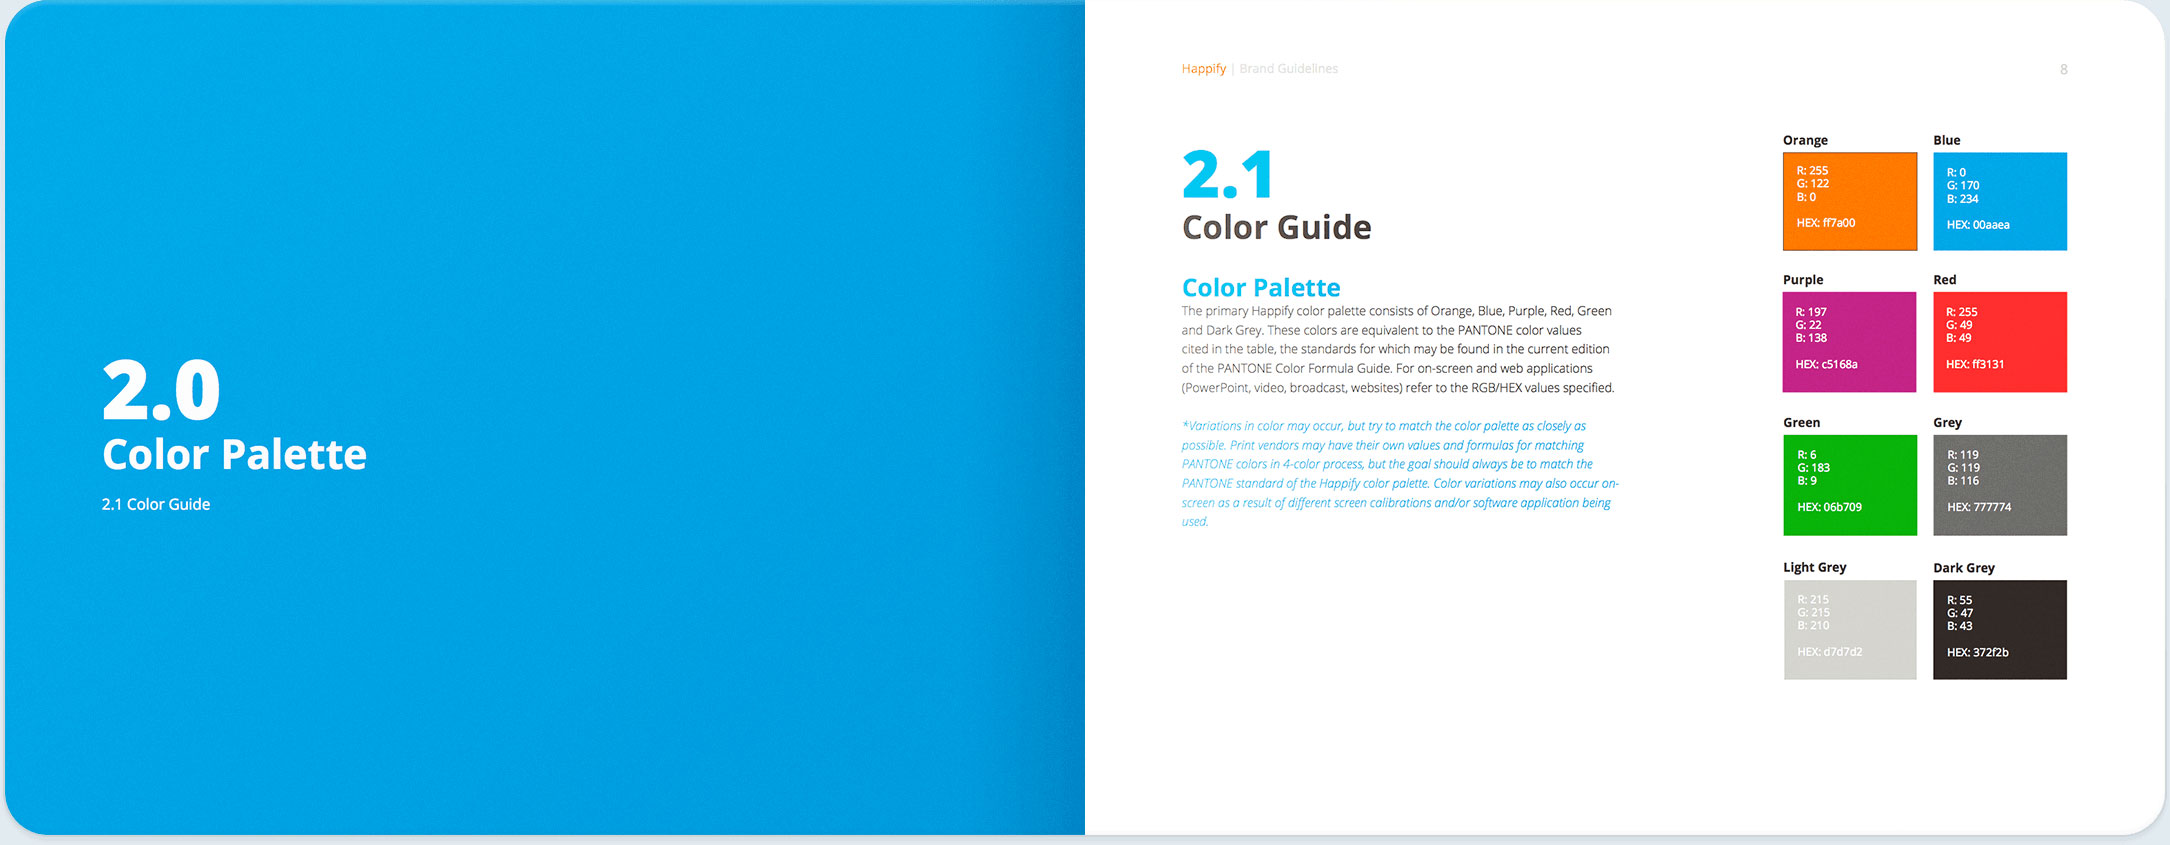 2.0
Color Palette
2.1 Color Guide
Happify | Brand Guidelines
8
2.1
Color Guide
Color Palette
The primary Happify color palette consists of Orange, Blue, Purple, Red, Green
and Dark Grey. These colors are equivalent to the PANTONE color values
cited in the table, the standards for which may be found in the current edition
of the PANTONE Color Formula Guide. For on-screen and web applications
(PowerPoint, video, broadcast, websites) refer to the RGB/HEX values specified.
*Variations in color may occur, but try to match the color palette as closely as
possible. Print vendors may have their own values and formulas for matching
PANTONE colors in 4-color process, but the goal should always be to match the
PANTONE standard of the Happify color palette. Color variations may also occur on-
screen as a result of different screen calibrations and/or software application being
used.
Orange
R: 255
G: 122
B: 0
HEX: ff7a00
Blue
R: 0
G: 170
B: 234
HEX: 00aaea
Purple
R: 197
G: 22
B: 138
HEX: c5168a
Red
R: 255
G: 49
B: 49
HEX: ff3131
Green
R: 6
G: 183
B: 9
HEX: 06b709
Grey
R: 119
G: 119
B: 116
HEX: 777774
Light Grey
R: 215
G: 215
B: 210
HEX: d7d7d2
Dark Grey
R: 55
G: 47
B: 43
HEX: 372f2b